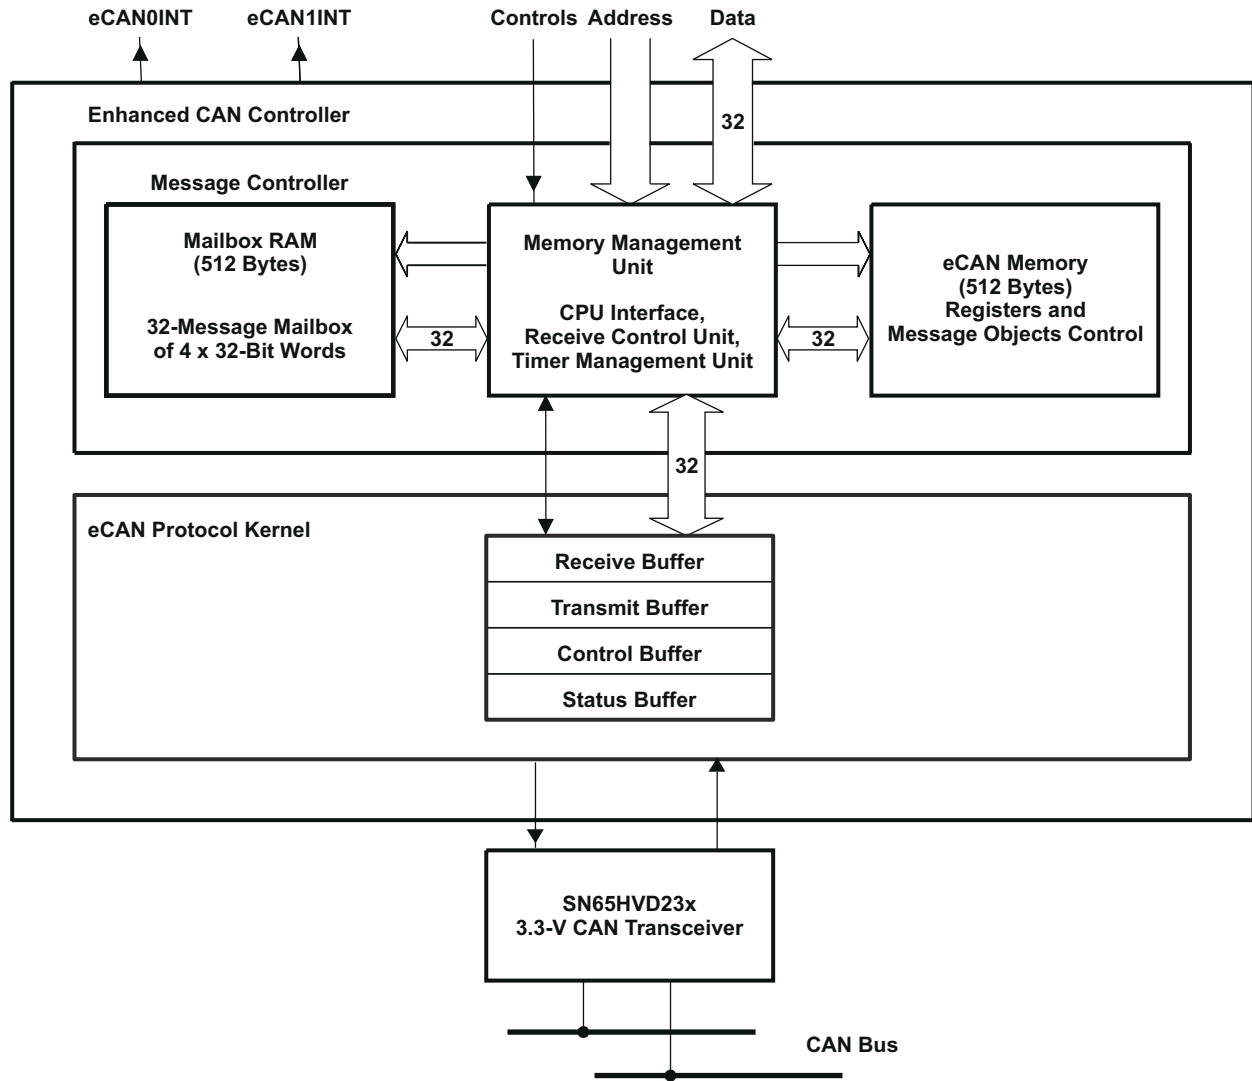 eCAN0INT
eCAN1INT
Controls
Address
Data
32
Enhanced CAN Controller
Message Controller
Mailbox RAM
(512 Bytes)
32-Message Mailbox
of 4 x 32-Bit Words
32
Memory Management
Unit
CPU Interface,
Receive Control Unit,
Timer Management Unit
32
eCAN Memory
(512 Bytes)
Registers and
Message Objects Control
32
eCAN Protocol Kernel
Receive Buffer
Transmit Buffer
Control Buffer
Status Buffer
SN65HVD23x
3.3-V CAN Transceiver
CAN Bus